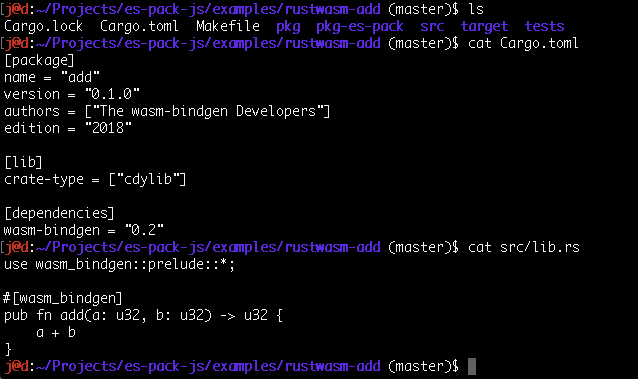 [j@d:~/Projects/es-pack-js/examples/rustwasm-add (master)$ ls
Cargo.lock  Cargo.toml  Makefile  pkg  pkg-es-pack  src  target  tests
[j@d:~/Projects/es-pack-js/examples/rustwasm-add (master)$ cat Cargo.toml
[package]
name = "add"
version = "0.1.0"
authors = ["The wasm-bindgen Developers"]
edition = "2018"

[lib]
crate-type = ["cdylib"]

[dependencies]
wasm-bindgen = "0.2"
[j@d:~/Projects/es-pack-js/examples/rustwasm-add (master)$ cat src/lib.rs
use wasm_bindgen::prelude::*;

#[wasm_bindgen]
pub fn add(a: u32, b: u32) -> u32 {
    a + b
}
j@d:~/Projects/es-pack-js/examples/rustwasm-add (master)$